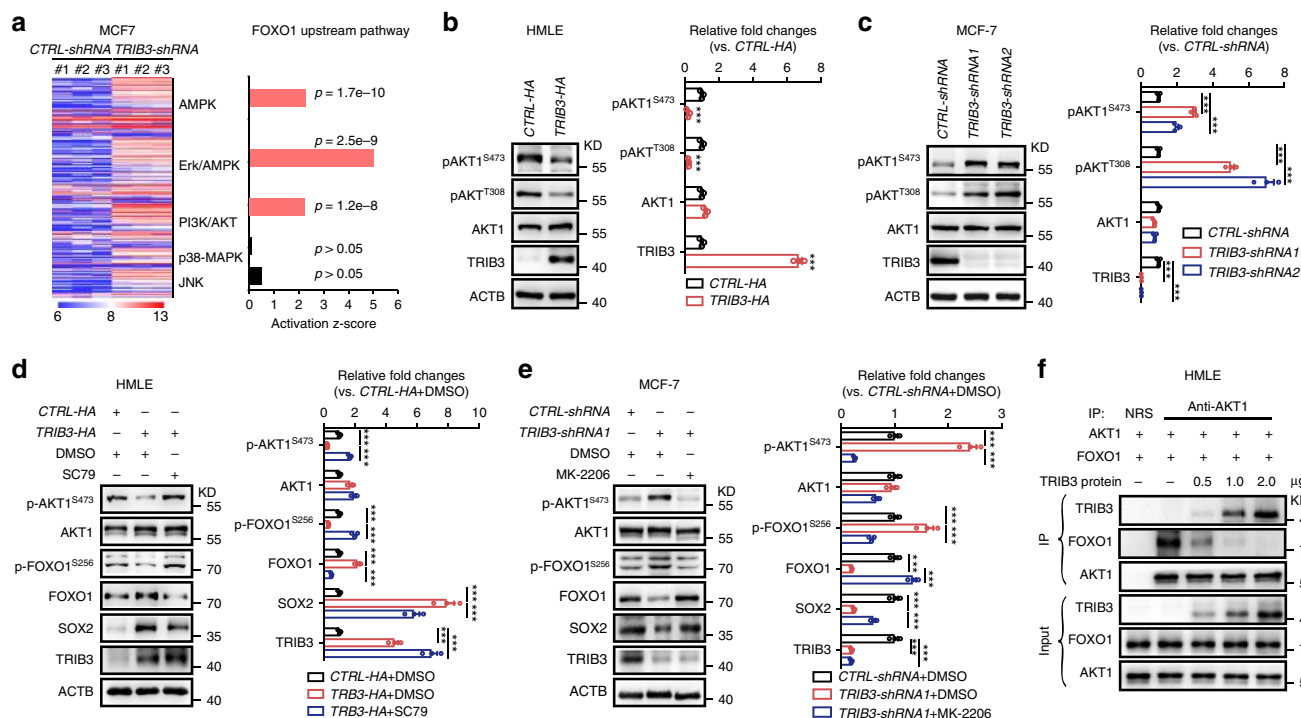 a
MCF7
CTRL-shRNA TRIB3-shRNA
#1 #2 #3 #1 #2 #3
AMPK
Erk/AMPK
PI3K/AKT
p38-MAPK
JNK
6 8 13
FOXO1 upstream pathway
p = 1.7e–10
p = 2.5e–9
p = 1.2e–8
p > 0.05
p > 0.05
0 1 2 3 4 5 6
Activation z-score
b
HMLE
CTRL-HA
TRIB3-HA
KD
pAKT1S473
55
pAKTT308
55
AKT1
55
TRIB3
40
ACTB
40
Relative fold changes
(vs. CTRL-HA)
0 2 4 6 8
pAKT1S473
***
pAKTT308
***
AKT1
TRIB3
***
CTRL-HA
TRIB3-HA
c
MCF-7
CTRL-shRNA
TRIB3-shRNA1
TRIB3-shRNA2
KD
pAKT1S473
55
pAKTT308
55
AKT1
55
TRIB3
40
ACTB
40
Relative fold changes
(vs. CTRL-shRNA)
0 2 4 6 8
pAKT1S473
***
***
pAKTT308
***
***
AKT1
TRIB3
***
***
CTRL-shRNA
TRIB3-shRNA1
TRIB3-shRNA2
d
HMLE
CTRL-HA + – –
TRIB3-HA – + +
DMSO + + –
SC79 – – +
KD
p-AKT1S473
55
AKT1
55
p-FOXO1S256
70
FOXO1
70
SOX2
35
TRIB3
40
ACTB
40
Relative fold changes
(vs. CTRL-HA+DMSO)
0 2 4 6 8 10
p-AKT1S473
AKT1
p-FOXO1S256
FOXO1
SOX2
TRIB3
CTRL-HA+DMSO
TRB3-HA+DMSO
TRB3-HA+SC79
e
MCF-7
CTRL-shRNA + – –
TRIB3-shRNA1 – + +
DMSO + + –
MK-2206 – – +
KD
p-AKT1S473
55
AKT1
55
p-FOXO1S256
70
FOXO1
70
SOX2
35
TRIB3
40
ACTB
40
Relative fold changes
(vs. CTRL-shRNA+DMSO)
0 1 2 3
p-AKT1S473
AKT1
p-FOXO1S256
FOXO1
SOX2
TRIB3
CTRL-shRNA+DMSO
TRIB3-shRNA1+DMSO
TRIB3-shRNA1+MK-2206
f
HMLE
IP: NRS Anti-AKT1
AKT1 + + + + +
FOXO1 + + + + +
TRIB3 protein – – 0.5 1.0 2.0 µg
IP
TRIB3
FOXO1
AKT1
Input
TRIB3
FOXO1
AKT1